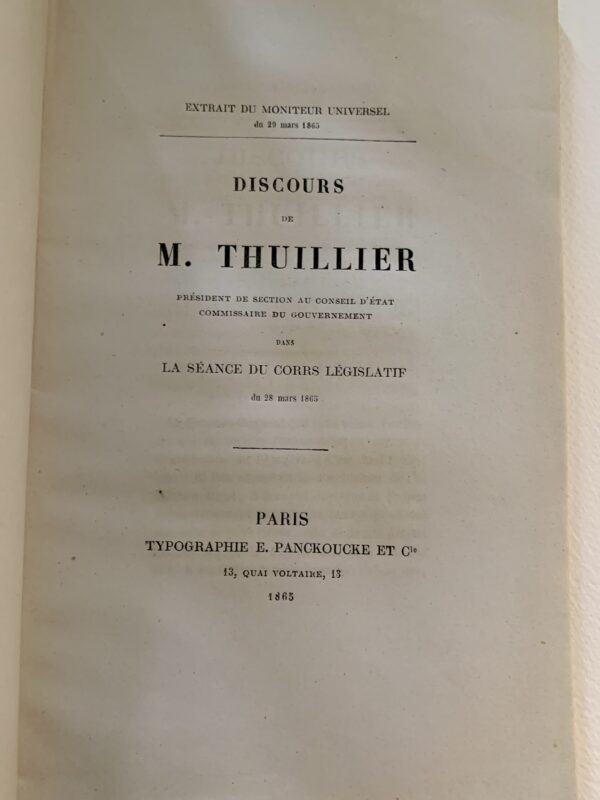 EXTRAIT DU MONITEUR UNIVERSEL
du 29 mars 1865
DISCOURS
DE
M. THUILLIER
PRÉSIDENT DE SECTION AU CONSEIL D'ÉTAT
COMMISSAIRE DU GOUVERNEMENT
DANS
LA SÉANCE DU CORRS LÉGISLATIF
du 28 mars 1865
PARIS
TYPOGRAPHIE E. PANCKOUCKE ET Cie
13, QUAI VOLTAIRE, 13
1865